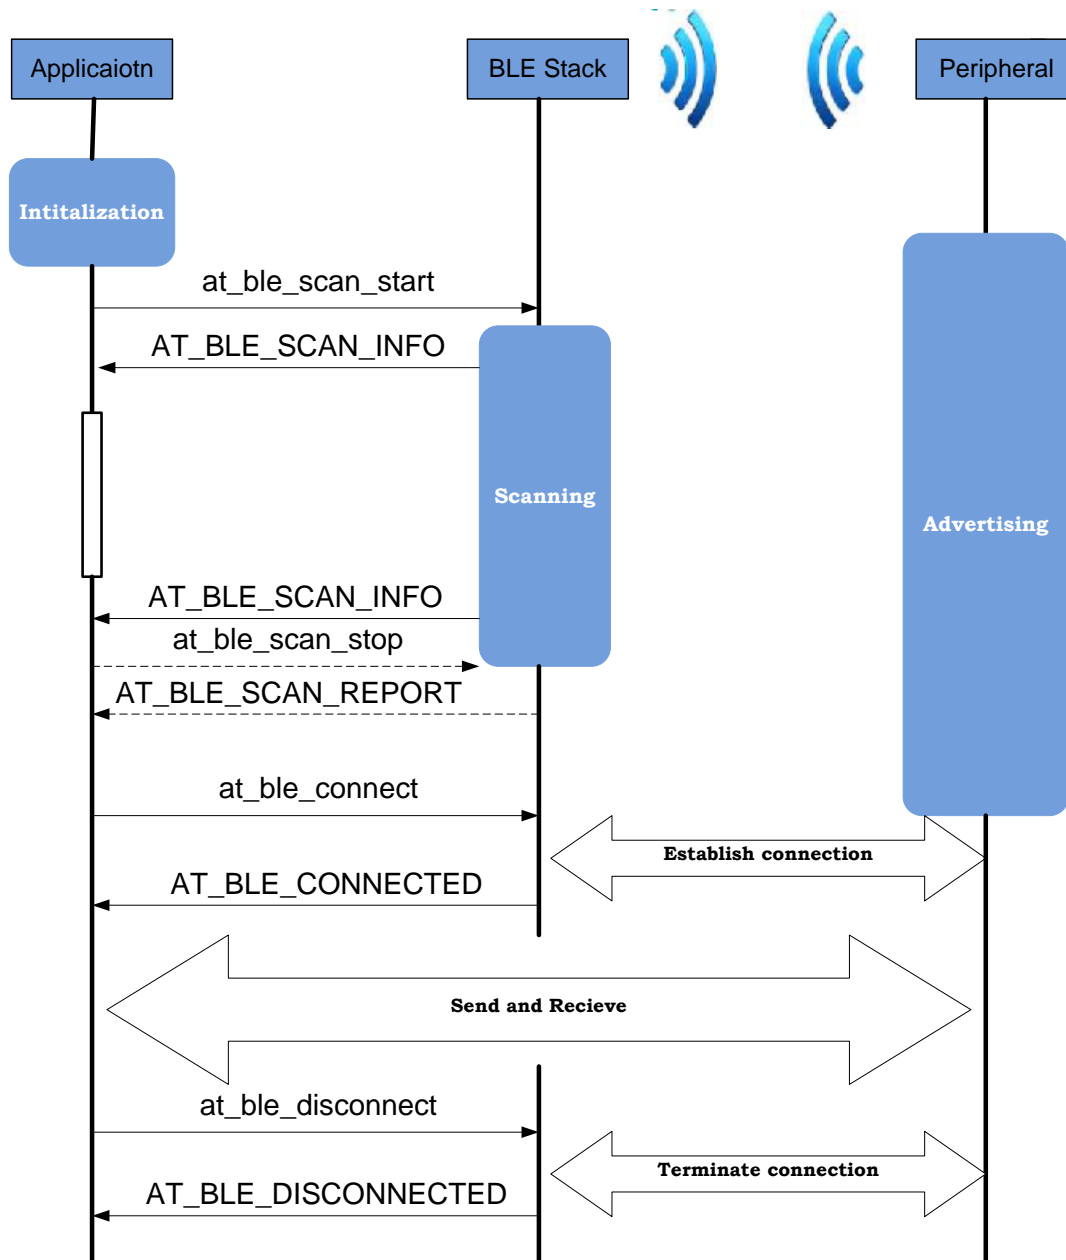 Applicaiotn
BLE Stack
Peripheral
Intitalization
at_ble_scan_start
AT_BLE_SCAN_INFO
Scanning
Advertising
AT_BLE_SCAN_INFO
at_ble_scan_stop
AT_BLE_SCAN_REPORT
at_ble_connect
Establish connection
AT_BLE_CONNECTED
Send and Recieve
at_ble_disconnect
Terminate connection
AT_BLE_DISCONNECTED